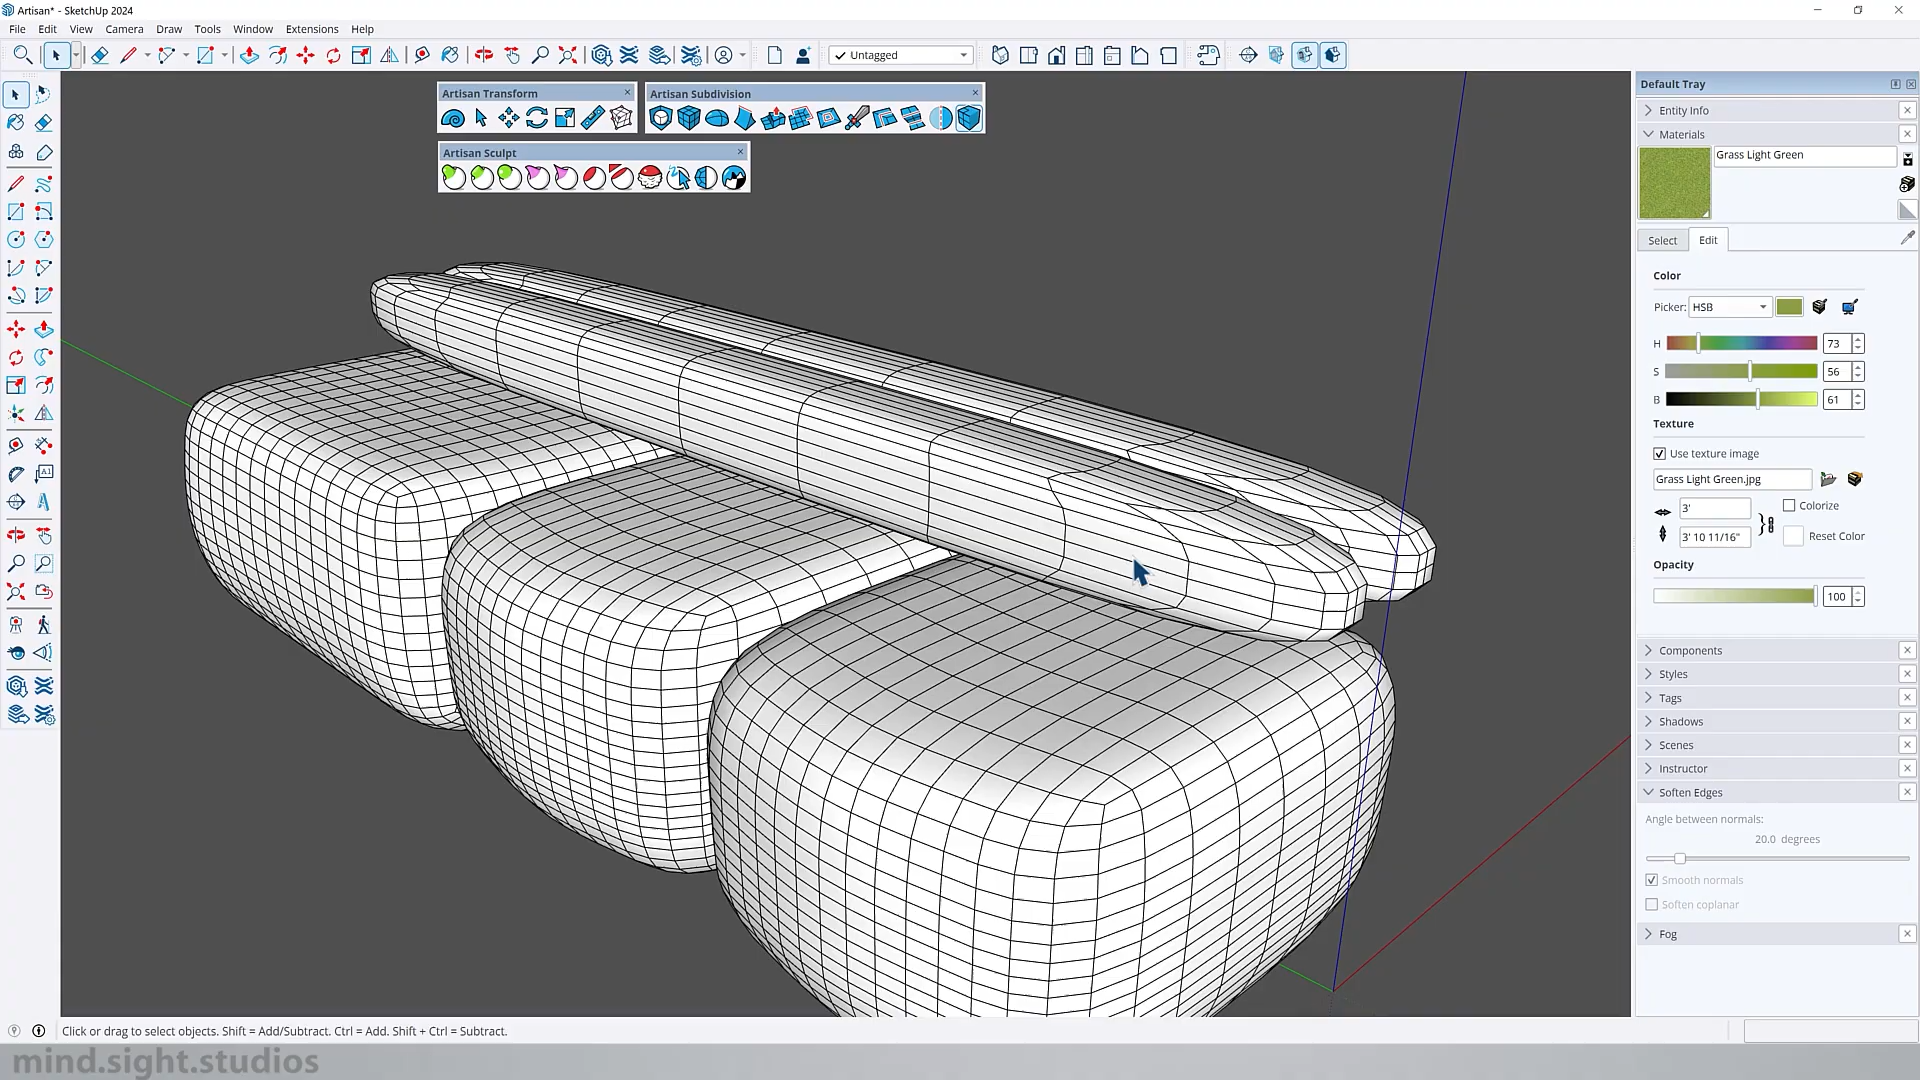 Artisan* - SketchUp 2024
File Edit View Camera Draw Tools Window Extensions Help
Untagged
Artisan Transform
Artisan Subdivision
Artisan Sculpt
Default Tray
Entity Info
Materials
Grass Light Green
Select Edit
Color
Picker: HSB
H 73
S 56
B 61
Texture
Use texture image
Grass Light Green.jpg
3' Colorize
3' 10 11/16" Reset Color
Opacity
100
Components
Styles
Tags
Shadows
Scenes
Instructor
Soften Edges
Angle between normals:
20.0 degrees
Smooth normals
Soften coplanar
Fog
Click or drag to select objects. Shift = Add/Subtract. Ctrl = Add. Shift + Ctrl = Subtract.
mind.sight.studios